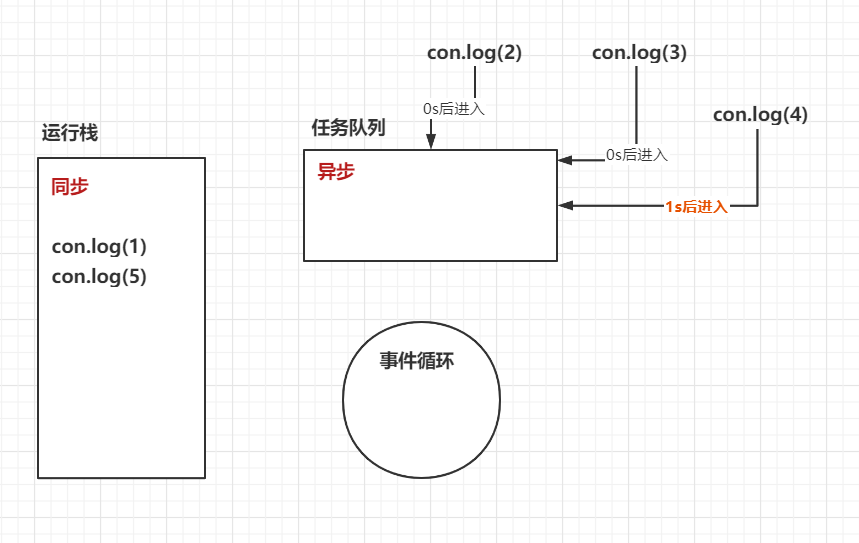 con.log(2)
con.log(3)
0s后进入
con.log(4)
运行栈
任务队列
0s后进入
异步
同步
1s后进入
con.log(1)
con.log(5)
事件循环